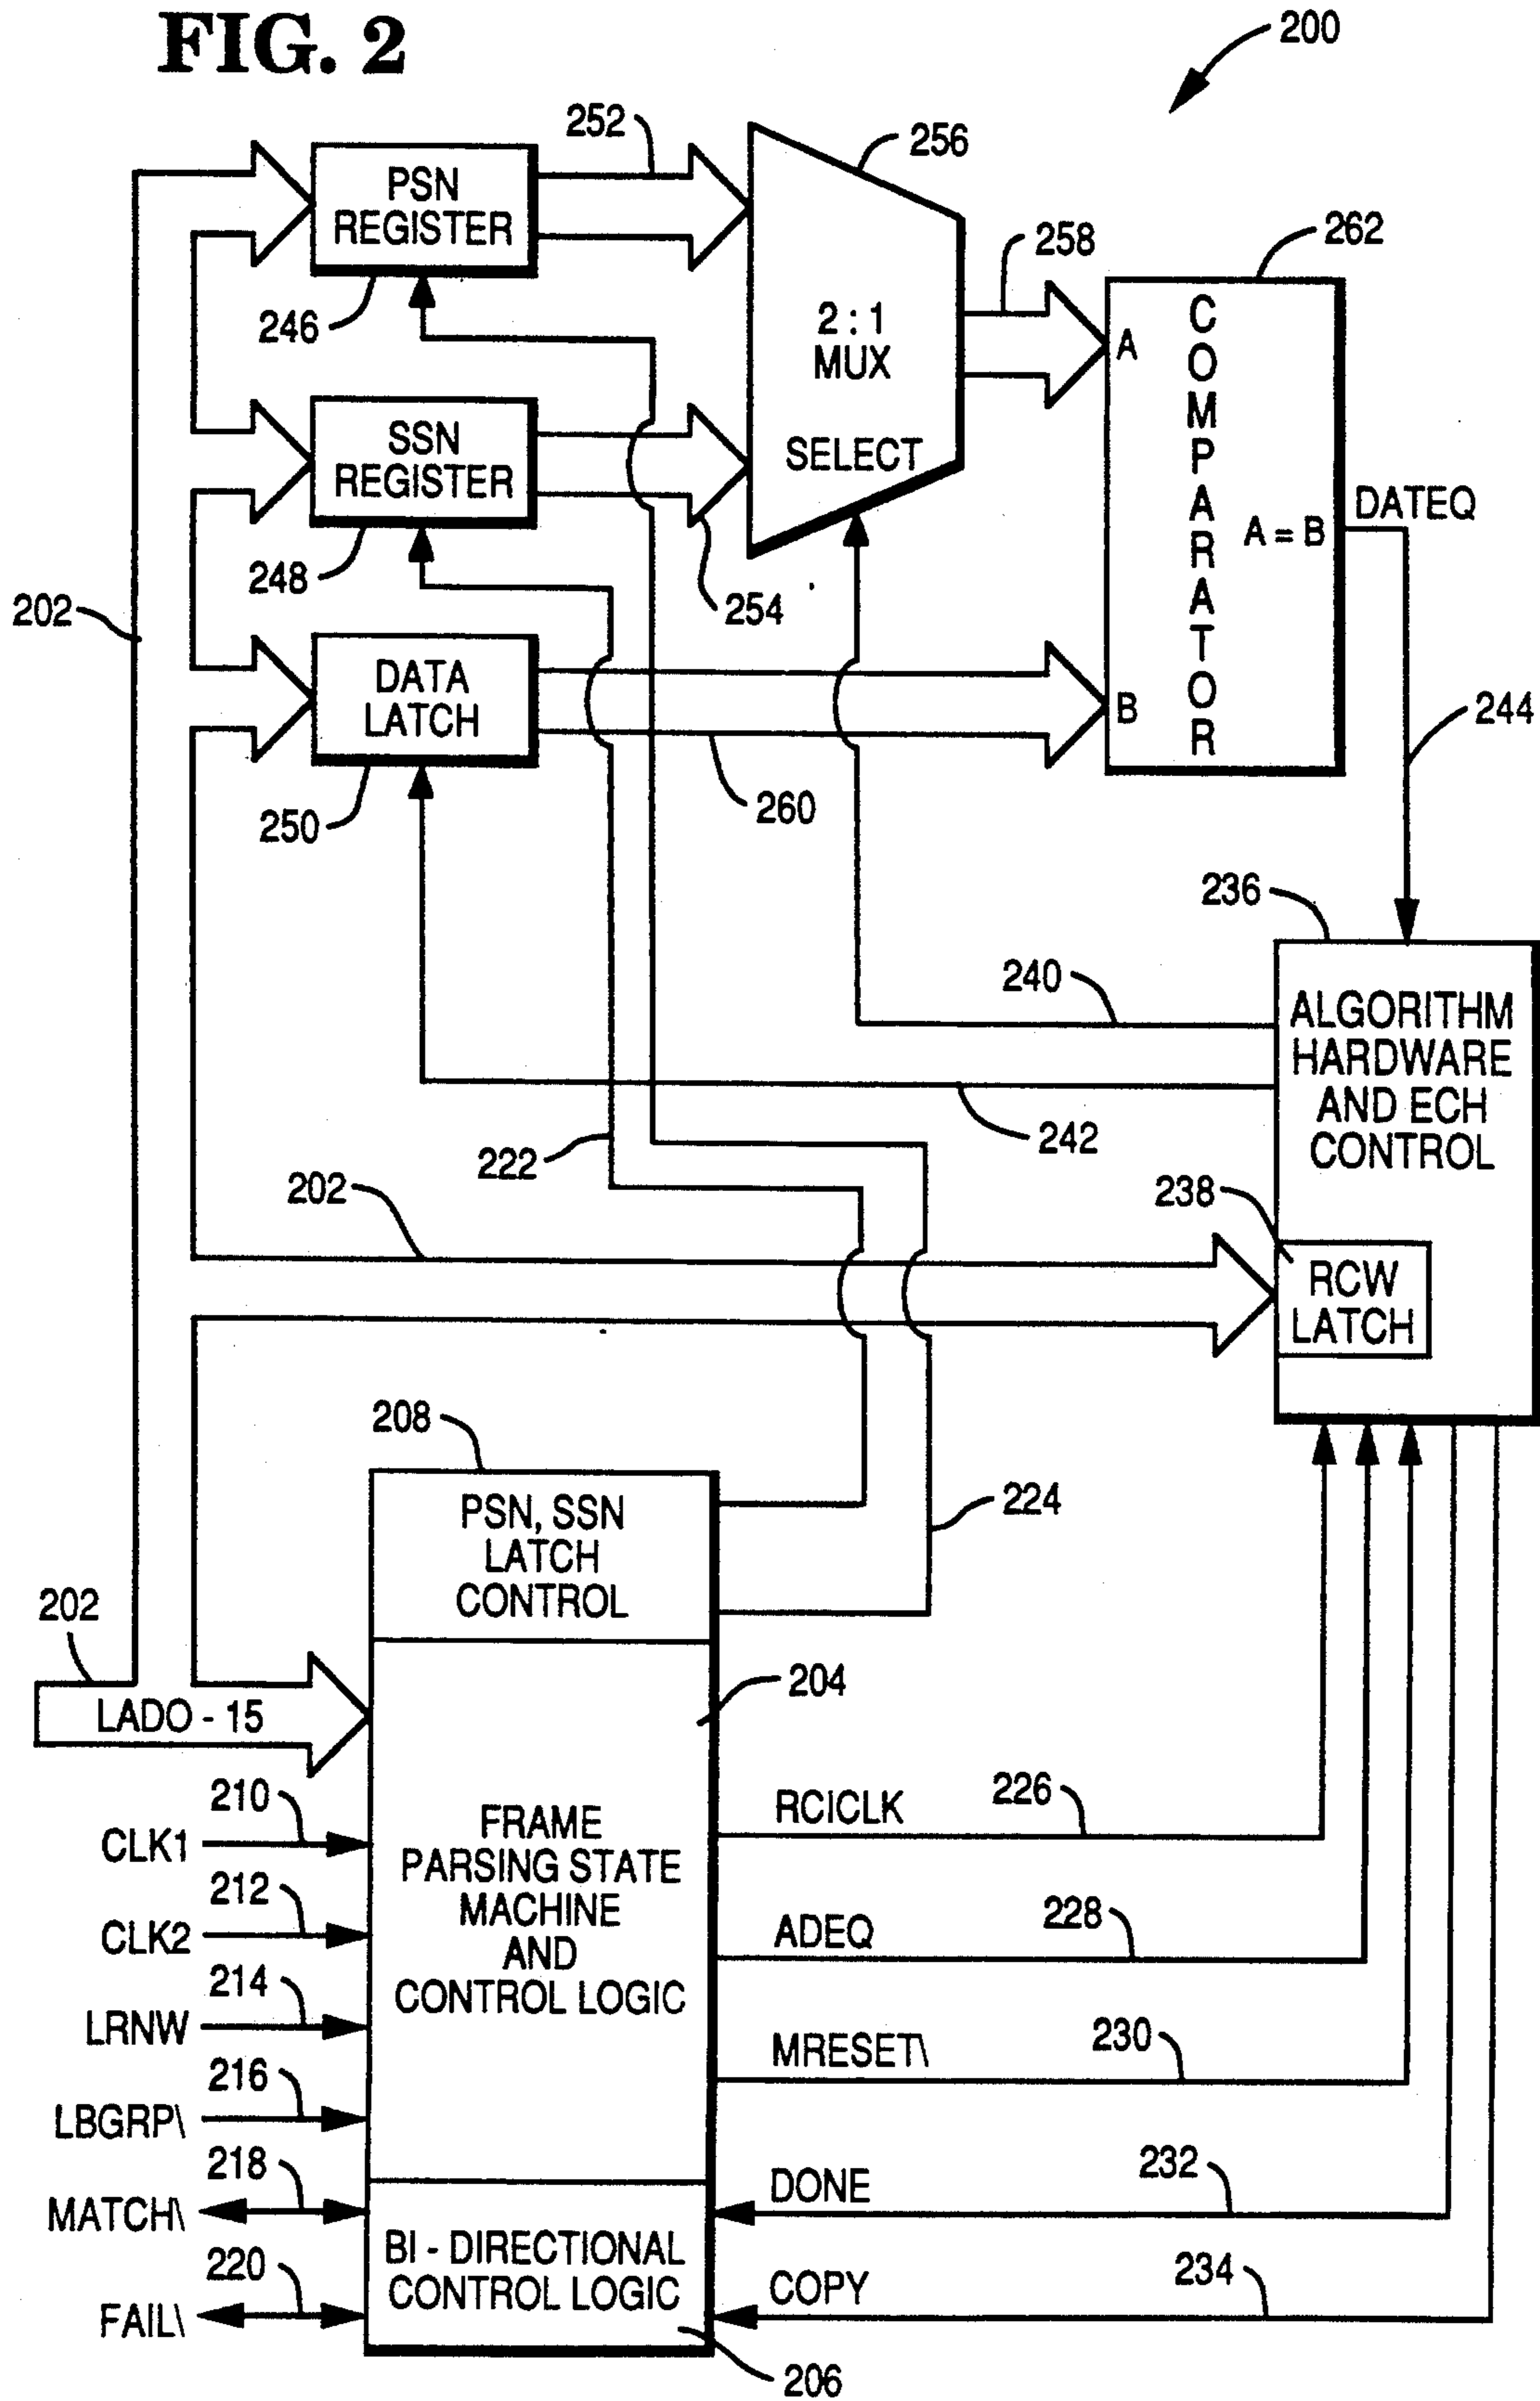 FIG. 2
200
252
256
PSN
REGISTER
246
258
262
2 : 1
MUX
SELECT
COMPARATOR
A
SSN
REGISTER
248
254
A = B
DATEQ
202
DATA
LATCH
250
260
B
244
236
240
ALGORITHM
HARDWARE
AND ECH
CONTROL
242
222
202
238
RCW
LATCH
208
PSN, SSN
LATCH
CONTROL
224
202
LADO - 15
204
210
CLK1
212
CLK2
214
LRNW
216
LBGRP\
218
MATCH\
220
FAIL\
FRAME
PARSING STATE
MACHINE
AND
CONTROL LOGIC
RCICLK
226
ADEQ
228
MRESET\
230
DONE
232
BI - DIRECTIONAL
CONTROL LOGIC
COPY
234
206